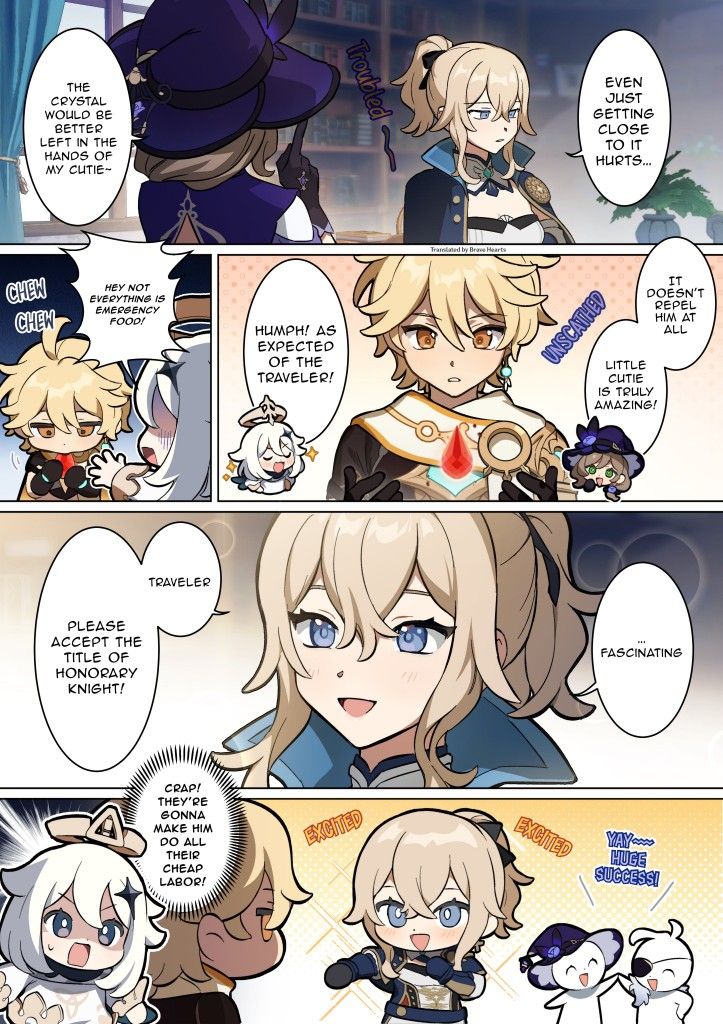 EVEN
JUST
GETTING
CLOSE
TO IT
HURTS...
Troubled
THE
CRYSTAL
WOULD BE
BETTER
LEFT IN THE
HANDS OF
MY CUTIE~
Translated by Brave Hearts
IT
DOESN'T
REPEL
HIM AT
ALL
LITTLE
CUTIE
IS TRULY
AMAZING!
UNSCATHED
HUMPH! AS
EXPECTED
OF THE
TRAVELER!
HEY NOT
EVERYTHING IS
EMERGENCY
FOOD!
CHEW
CHEW
...
FASCINATING
TRAVELER
PLEASE
ACCEPT THE
TITLE OF
HONORARY
KNIGHT!
YAY~~~
HUGE
SUCCESS!
EXCITED
EXCITED
CRAP!
THEY'RE
GONNA
MAKE HIM
DO ALL
THEIR
CHEAP
LABOR!